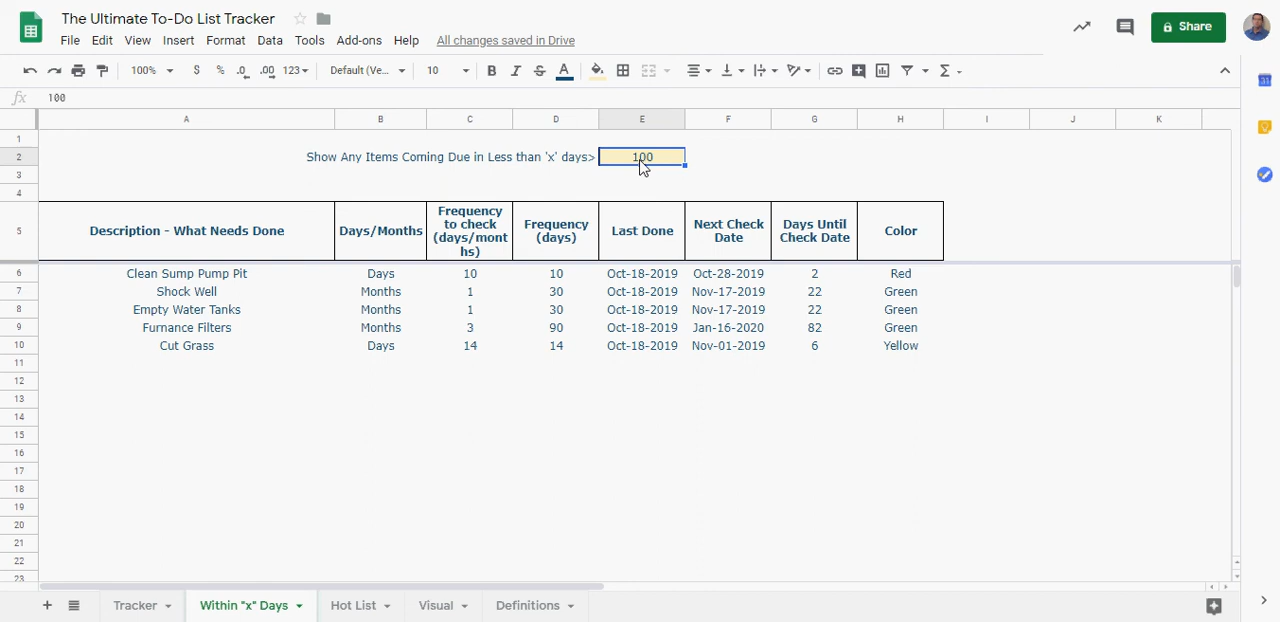 The Ultimate To-Do List Tracker
File Edit View Insert Format Data Tools Add-ons Help All changes saved in Drive
Share
100% $ % .0 .00 123 Default (Ve... 10 B I S A Σ
fx 100
A B C D E F G H I J K
1
2 Show Any Items Coming Due in Less than 'x' days> 100
3
4
5 Description - What Needs Done Days/Months Frequency to check (days/months) Frequency (days) Last Done Next Check Date Days Until Check Date Color
6 Clean Sump Pump Pit Days 10 10 Oct-18-2019 Oct-28-2019 2 Red
7 Shock Well Months 1 30 Oct-18-2019 Nov-17-2019 22 Green
8 Empty Water Tanks Months 1 30 Oct-18-2019 Nov-17-2019 22 Green
9 Furnance Filters Months 3 90 Oct-18-2019 Jan-16-2020 82 Green
10 Cut Grass Days 14 14 Oct-18-2019 Nov-01-2019 6 Yellow
11
12
13
14
15
16
17
18
19
20
21
22
23
Tracker Within "x" Days Hot List Visual Definitions
31